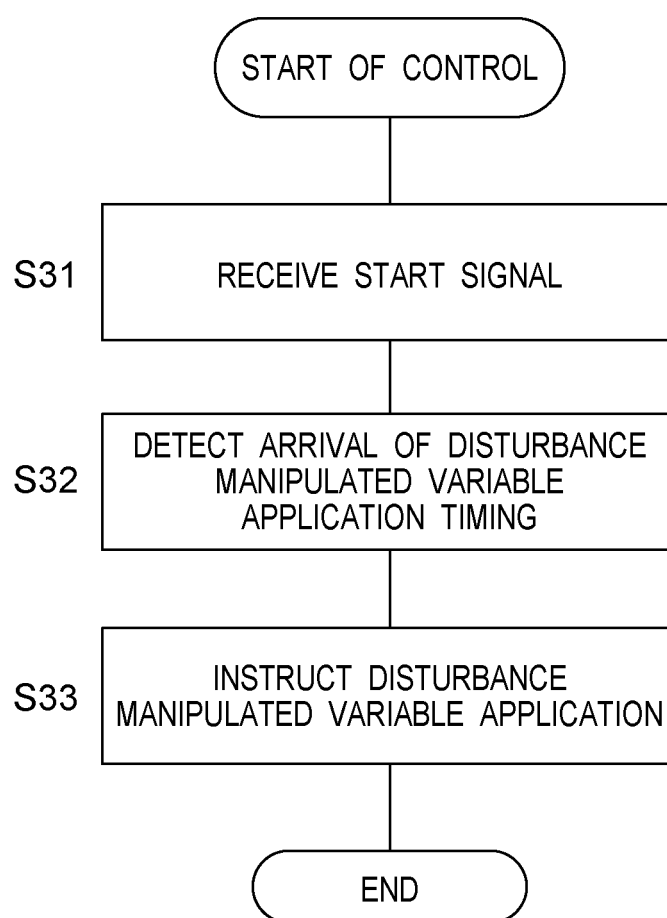 START OF CONTROL
S31
RECEIVE START SIGNAL
S32
DETECT ARRIVAL OF DISTURBANCE
MANIPULATED VARIABLE
APPLICATION TIMING
S33
INSTRUCT DISTURBANCE
MANIPULATED VARIABLE APPLICATION
END